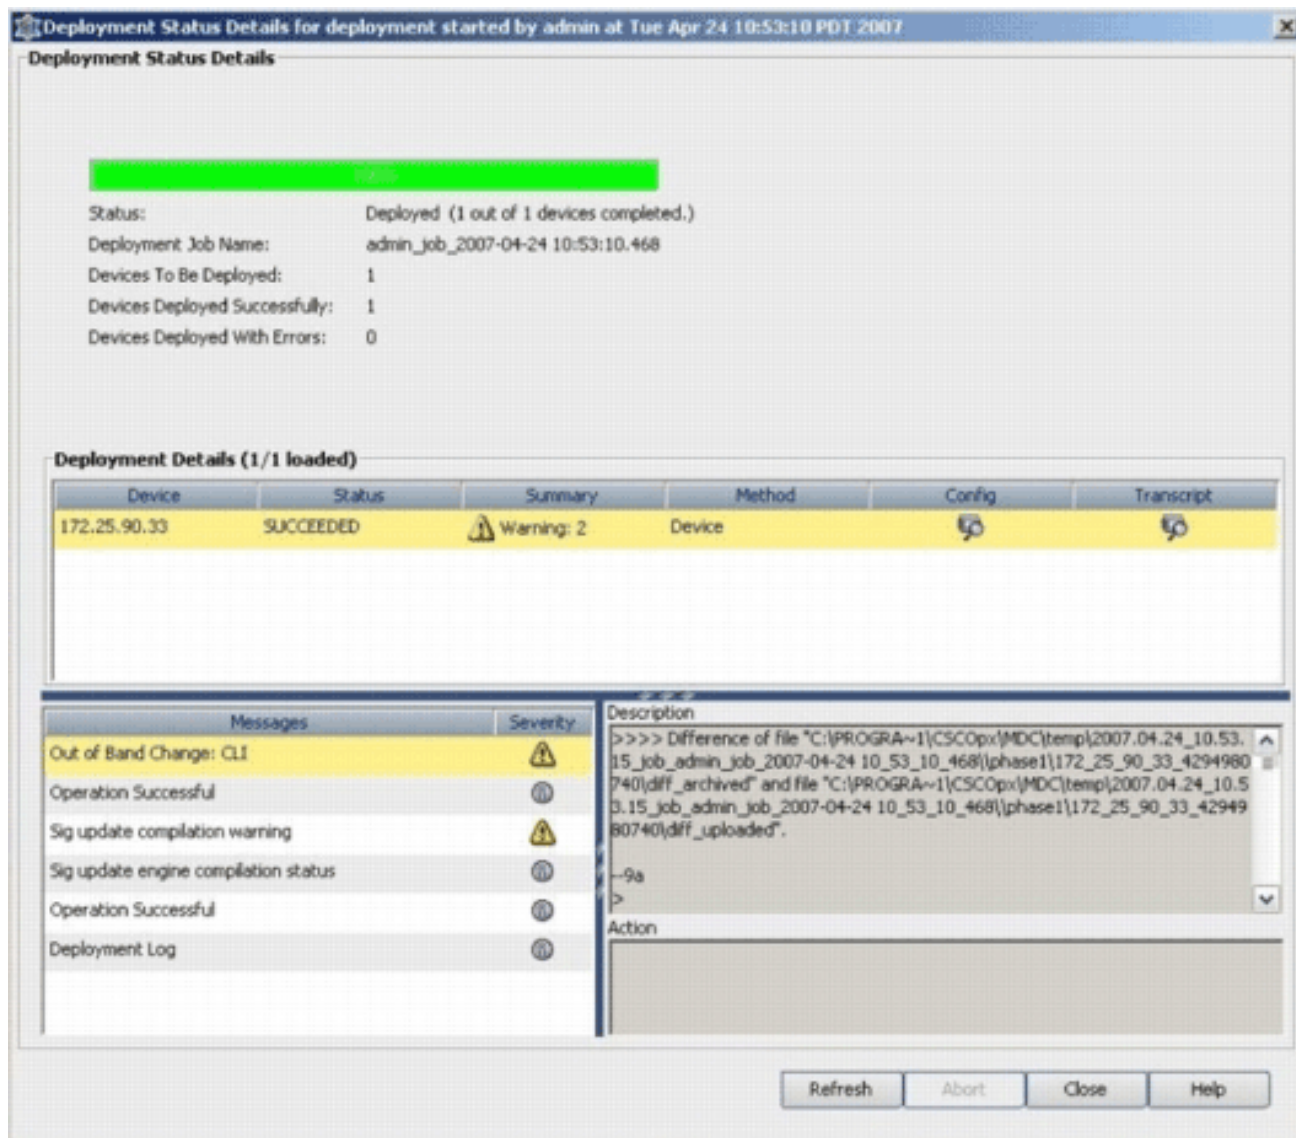 Deployment Status Details for deployment started by admin at Tue Apr 24 10:53:10 PDT 2007
Deployment Status Details
Status: Deployed (1 out of 1 devices completed.)
Deployment Job Name: admin_job_2007-04-24 10:53:10.468
Devices To Be Deployed: 1
Devices Deployed Successfully: 1
Devices Deployed With Errors: 0
Deployment Details (1/1 loaded)
Device Status Summary Method Config Transcript
172.25.90.33 SUCCEEDED Warning: 2 Device
Messages Severity
Out of Band Change: CLI
Operation Successful
Sig update compilation warning
Sig update engine compilation status
Operation Successful
Deployment Log
Description
>>>> Difference of file "C:\PROGRA~1\CSCOpx\MDC\temp\2007.04.24_10.53.
15_job_admin_job_2007-04-24 10_53_10_468\\phase1\172_25_90_33_4294980
740\diff_archived" and file "C:\PROGRA~1\CSCOpx\MDC\temp\2007.04.24_10.5
3.15_job_admin_job_2007-04-24 10_53_10_468\\phase1\172_25_90_33_42949
80740\diff_uploaded".
--9a
>
Action
Refresh Abort Close Help